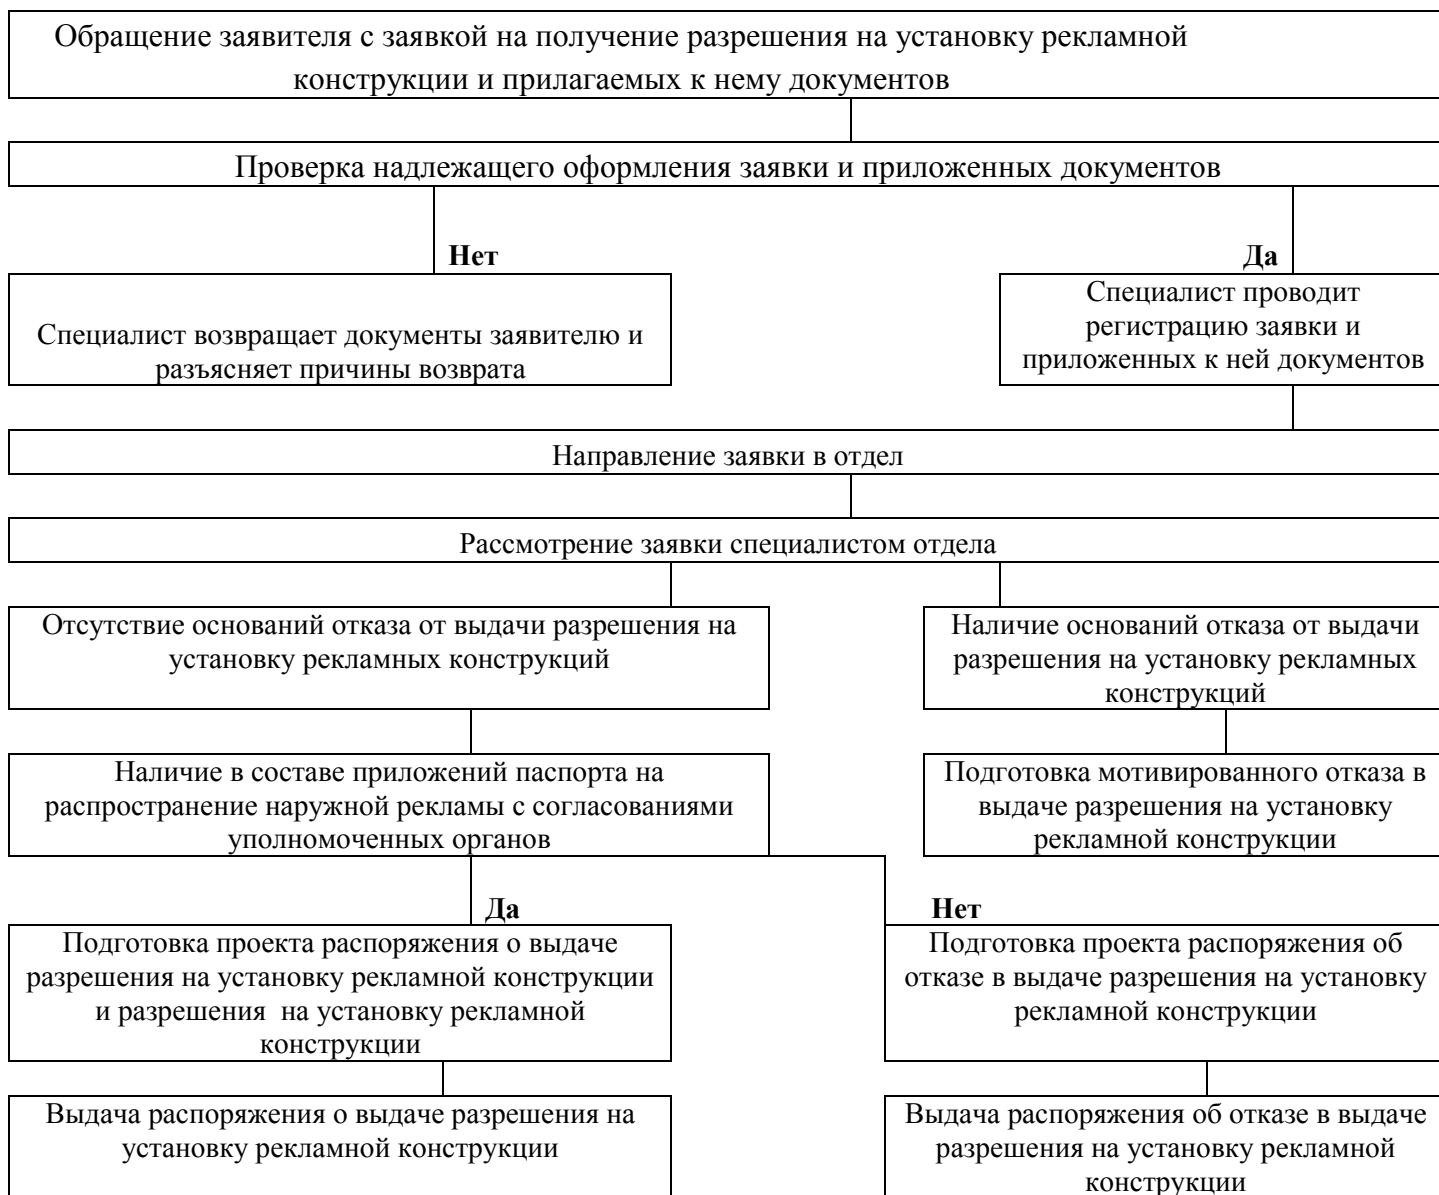 Обращение заявителя с заявкой на получение разрешения на установку рекламной
конструкции и прилагаемых к нему документов
Проверка надлежащего оформления заявки и приложенных документов
Нет
Да
Специалист возвращает документы заявителю и
разъясняет причины возврата
Специалист проводит
регистрацию заявки и
приложенных к ней документов
Направление заявки в отдел
Рассмотрение заявки специалистом отдела
Отсутствие оснований отказа от выдачи разрешения на
установку рекламных конструкций
Наличие оснований отказа от выдачи
разрешения на установку рекламных
конструкций
Наличие в составе приложений паспорта на
распространение наружной рекламы с согласованиями
уполномоченных органов
Подготовка мотивированного отказа в
выдаче разрешения на установку
рекламной конструкции
Да
Нет
Подготовка проекта распоряжения о выдаче
разрешения на установку рекламной конструкции
и разрешения  на установку рекламной
конструкции
Подготовка проекта распоряжения об
отказе в выдаче разрешения на установку
рекламной конструкции
Выдача распоряжения о выдаче разрешения на
установку рекламной конструкции
Выдача распоряжения об отказе в выдаче
разрешения на установку рекламной
конструкции